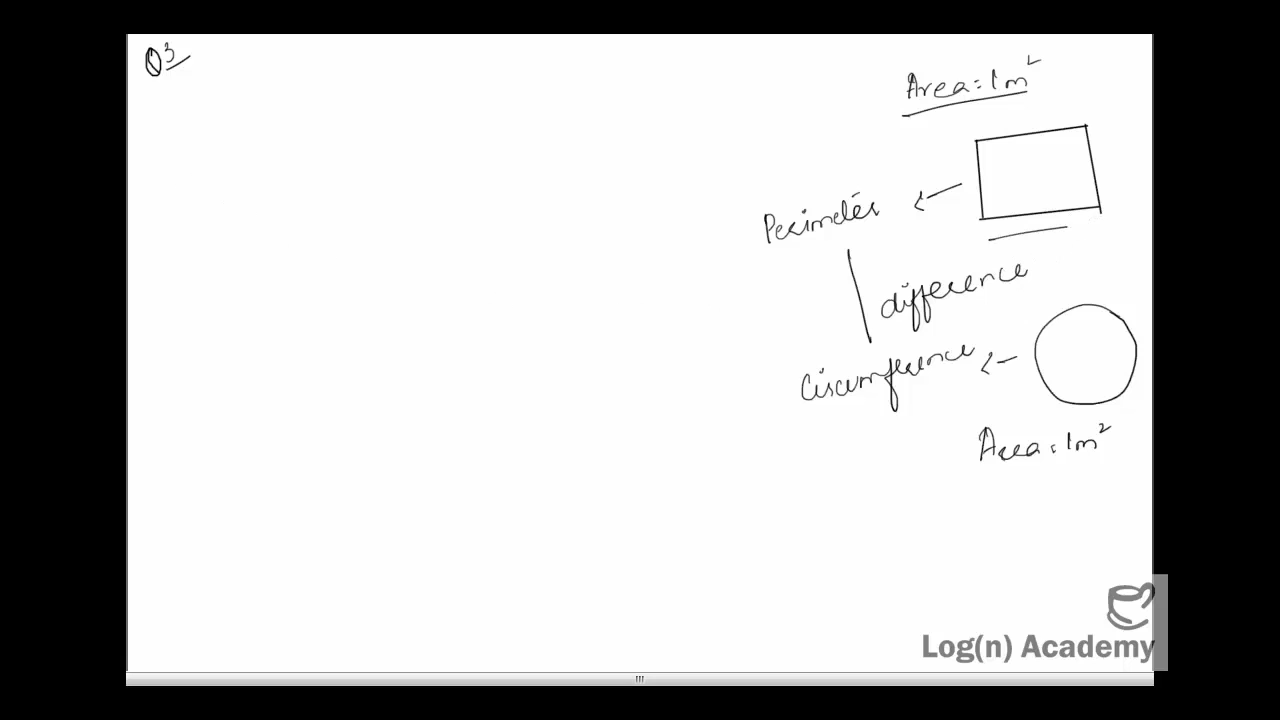 Q3
Area = 1m²
Perimeter
difference
Circumference
Area = 1m²
Log(n) Academy